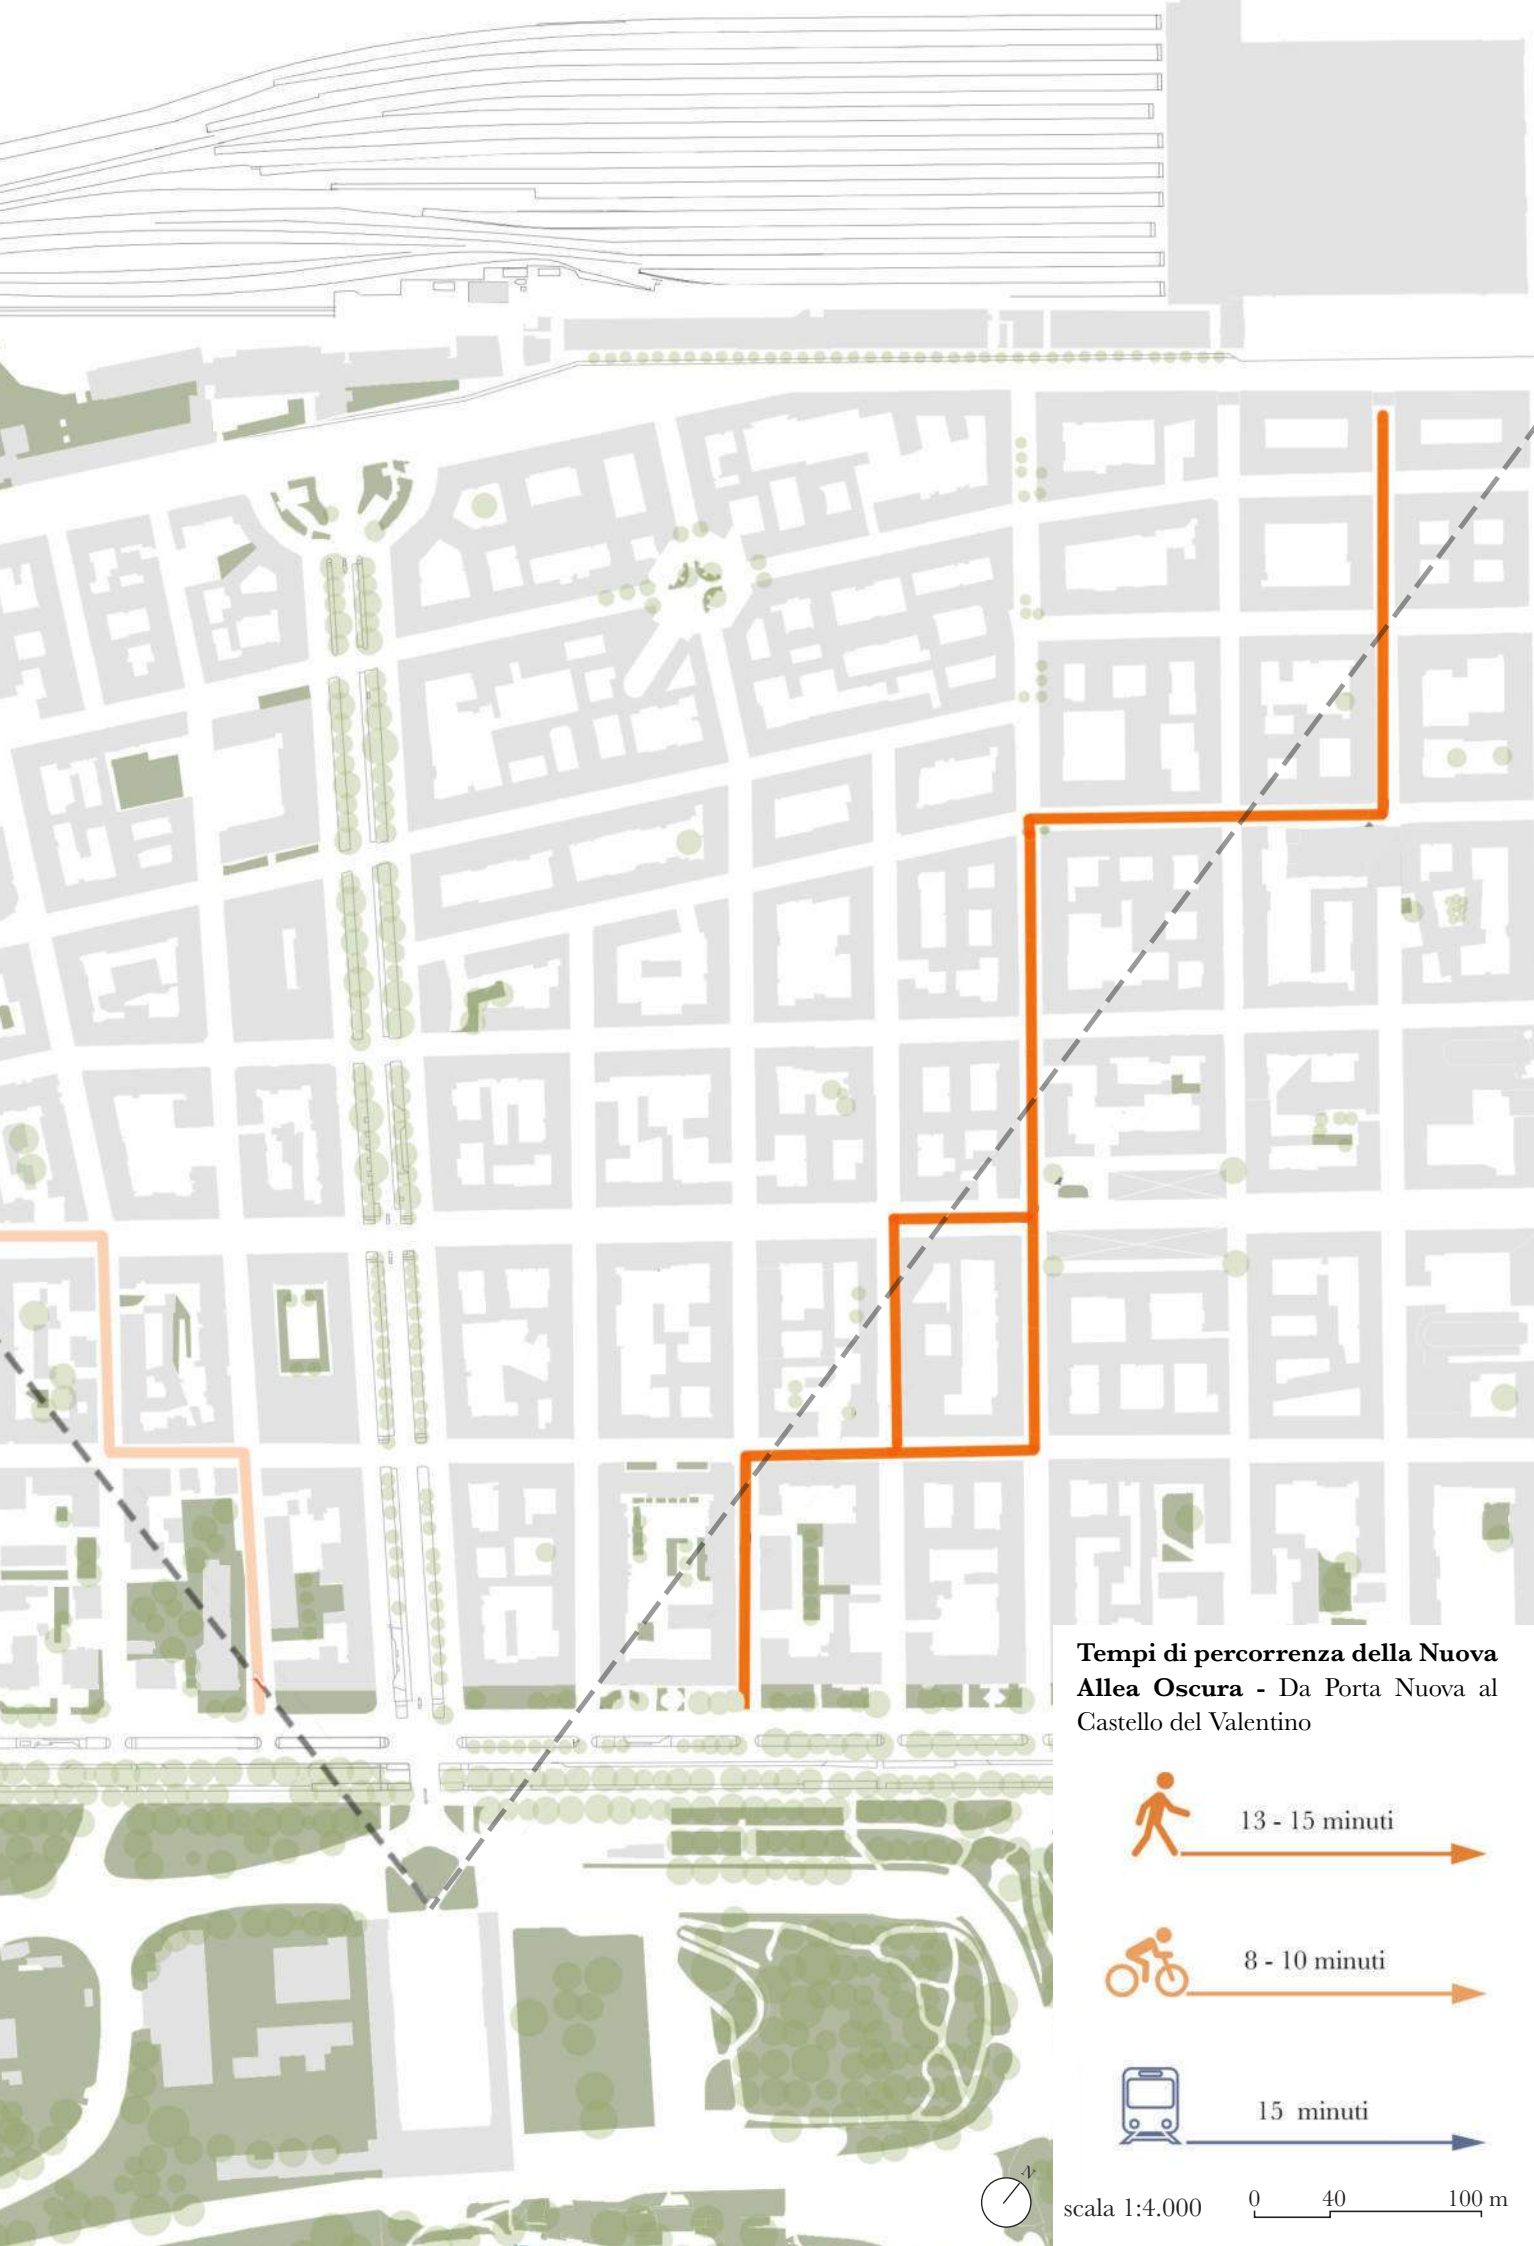 Tempi di percorrenza della Nuova
Allea Oscura - Da Porta Nuova al
Castello del Valentino
13 - 15 minuti
8 - 10 minuti
15 minuti
N
scala 1:4.000 0 40 100 m